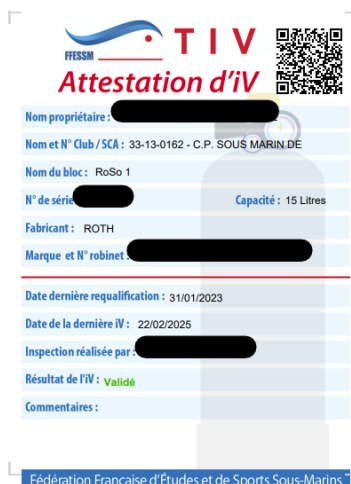 FFESSM
TIV
Attestation d'iV
Nom propriétaire :
Nom et N° Club / SCA : 33-13-0162 - C.P. SOUS MARIN DE
Nom du bloc : RoSo 1
N° de série Capacité : 15 Litres
Fabricant : ROTH
Marque et N° robinet :
Date dernière requalification : 31/01/2023
Date de la dernière iV : 22/02/2025
Inspection réalisée par :
Résultat de l'iV : Validé
Commentaires :
Fédération Française d'Études et de Sports Sous-Marins